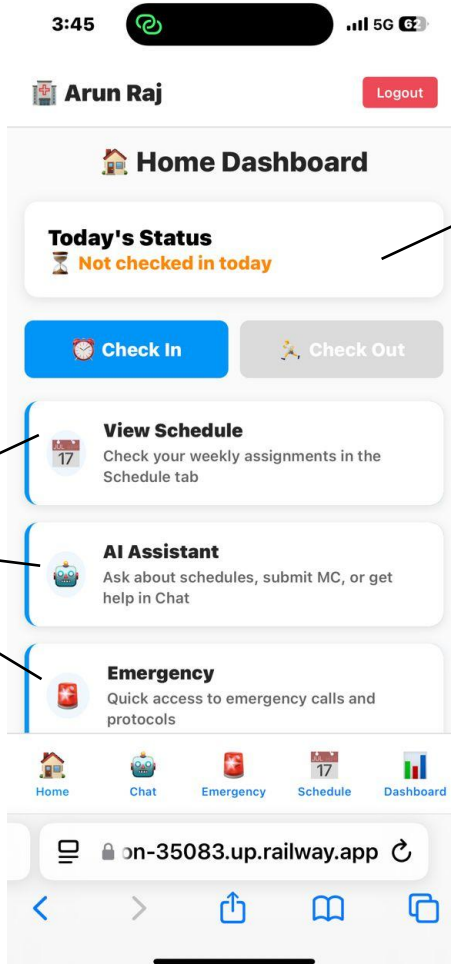 3:45
5G 62
Arun Raj
Logout
Home Dashboard
Today's Status
Not checked in today
Check In
Check Out
17
View Schedule
Check your weekly assignments in the
Schedule tab
AI Assistant
Ask about schedules, submit MC, or get
help in Chat
Emergency
Quick access to emergency calls and
protocols
17
Home
Chat
Emergency
Schedule
Dashboard
on-35083.up.railway.app